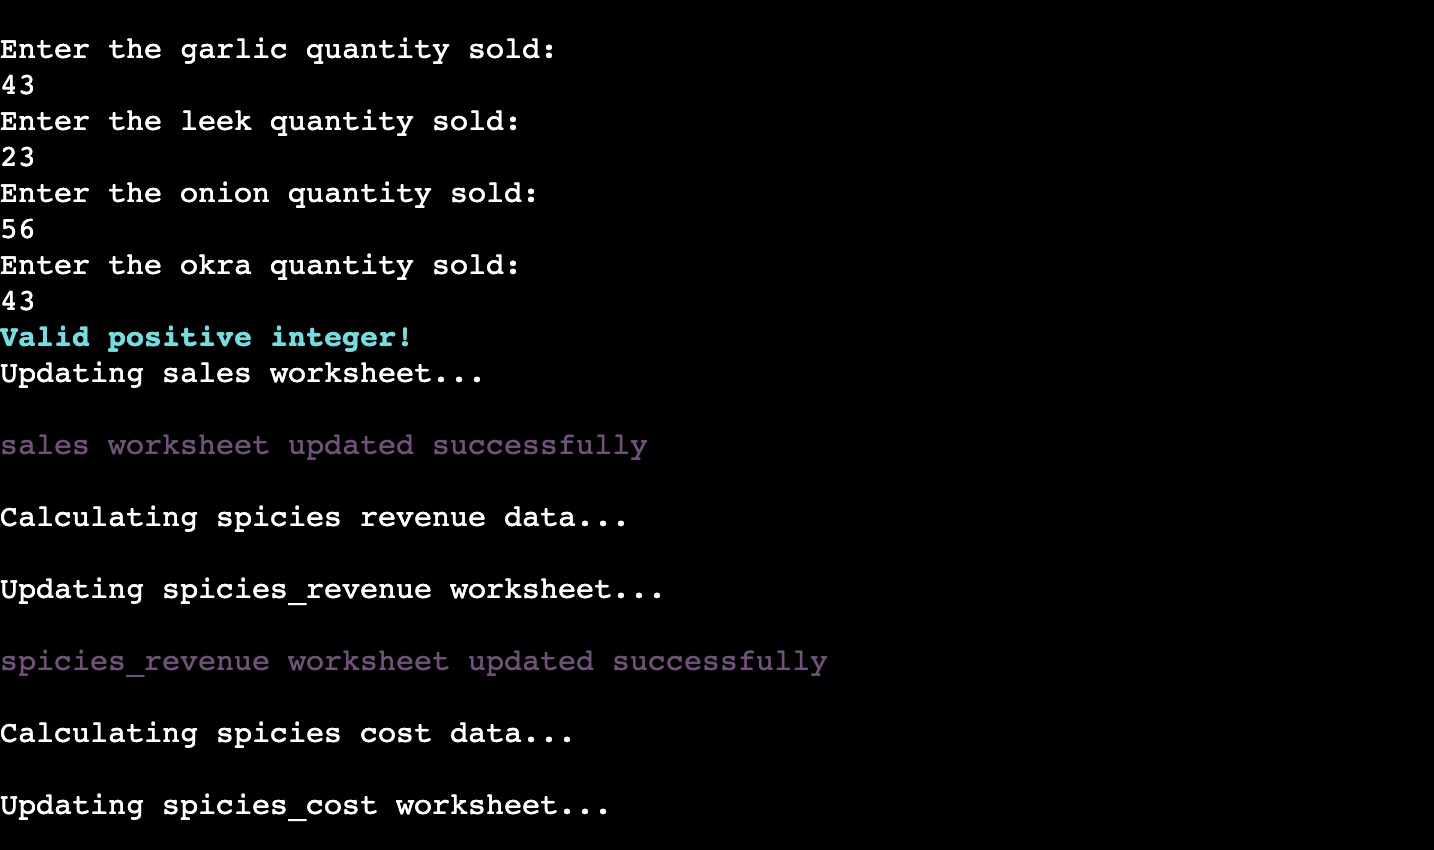 Enter the garlic quantity sold:
43
Enter the leek quantity sold:
23
Enter the onion quantity sold:
56
Enter the okra quantity sold:
43
Valid positive integer!
Updating sales worksheet...
sales worksheet updated successfully
Calculating spicies revenue data...
Updating spicies_revenue worksheet...
spicies_revenue worksheet updated successfully
Calculating spicies cost data...
Updating spicies_cost worksheet...